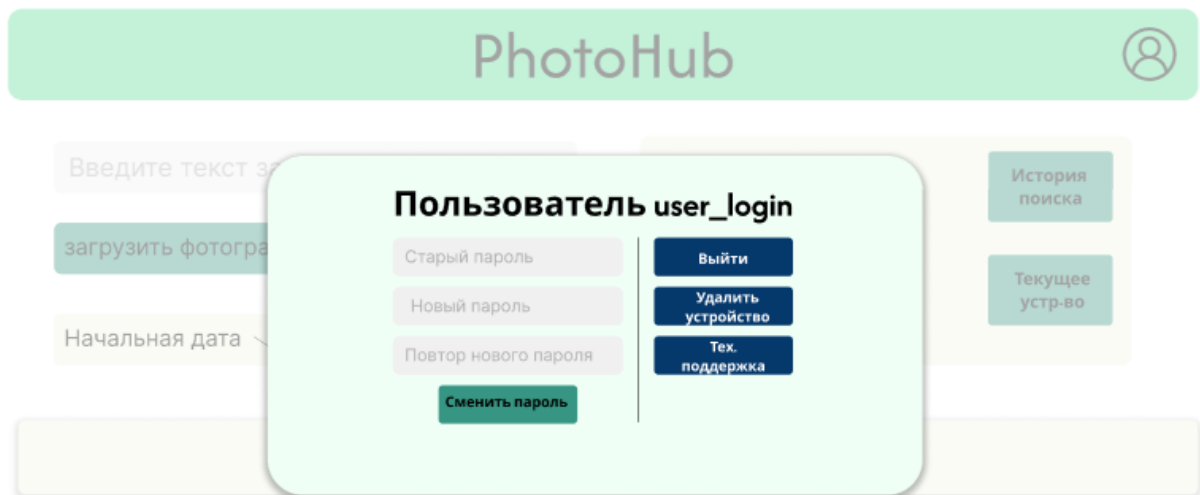 PhotoHub
Введите текст за
загрузить фотогра
Начальная дата
История
поиска
Текущее
устр-во
Пользователь user_login
Старый пароль
Новый пароль
Повтор нового пароля
Сменить пароль
Выйти
Удалить
устройство
Тех.
поддержка